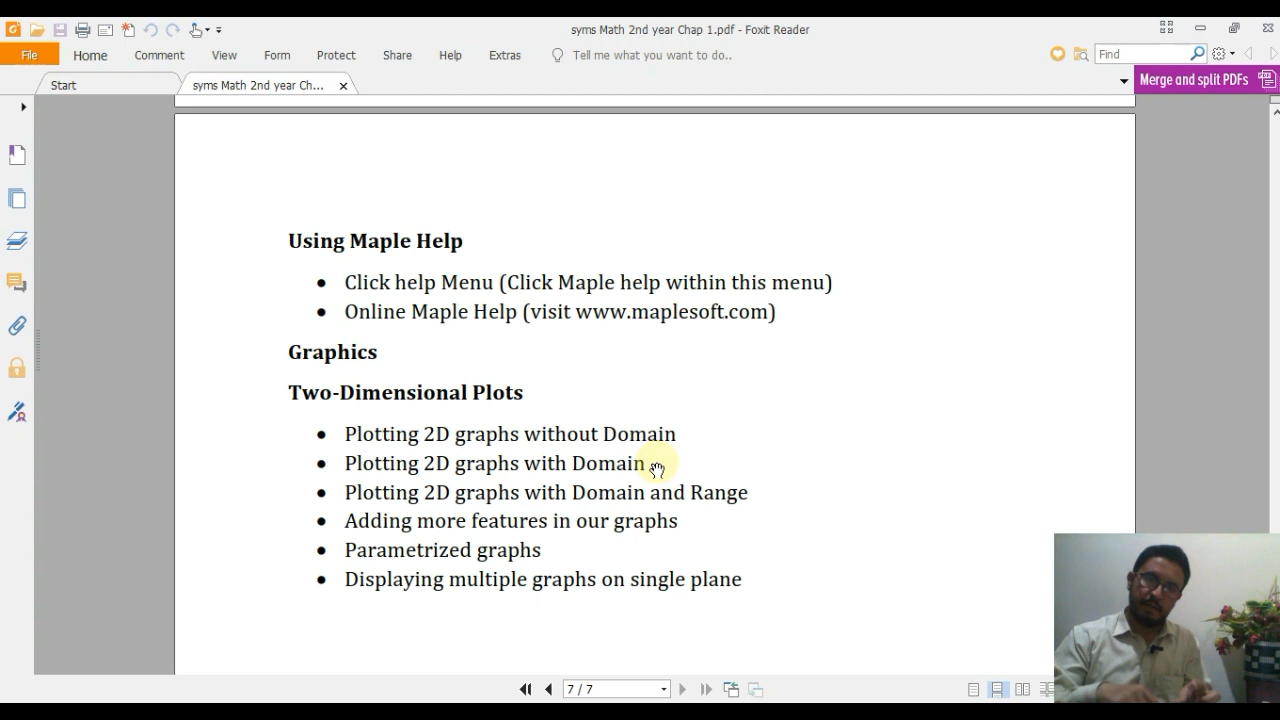 syms Math 2nd year Chap 1.pdf - Foxit Reader
File Home Comment View Form Protect Share Help Extras Tell me what you want to do.. Find
Start syms Math 2nd year Ch... Merge and split PDFs
Using Maple Help
• Click help Menu (Click Maple help within this menu)
• Online Maple Help (visit www.maplesoft.com)
Graphics
Two-Dimensional Plots
• Plotting 2D graphs without Domain
• Plotting 2D graphs with Domain
• Plotting 2D graphs with Domain and Range
• Adding more features in our graphs
• Parametrized graphs
• Displaying multiple graphs on single plane
7 / 7